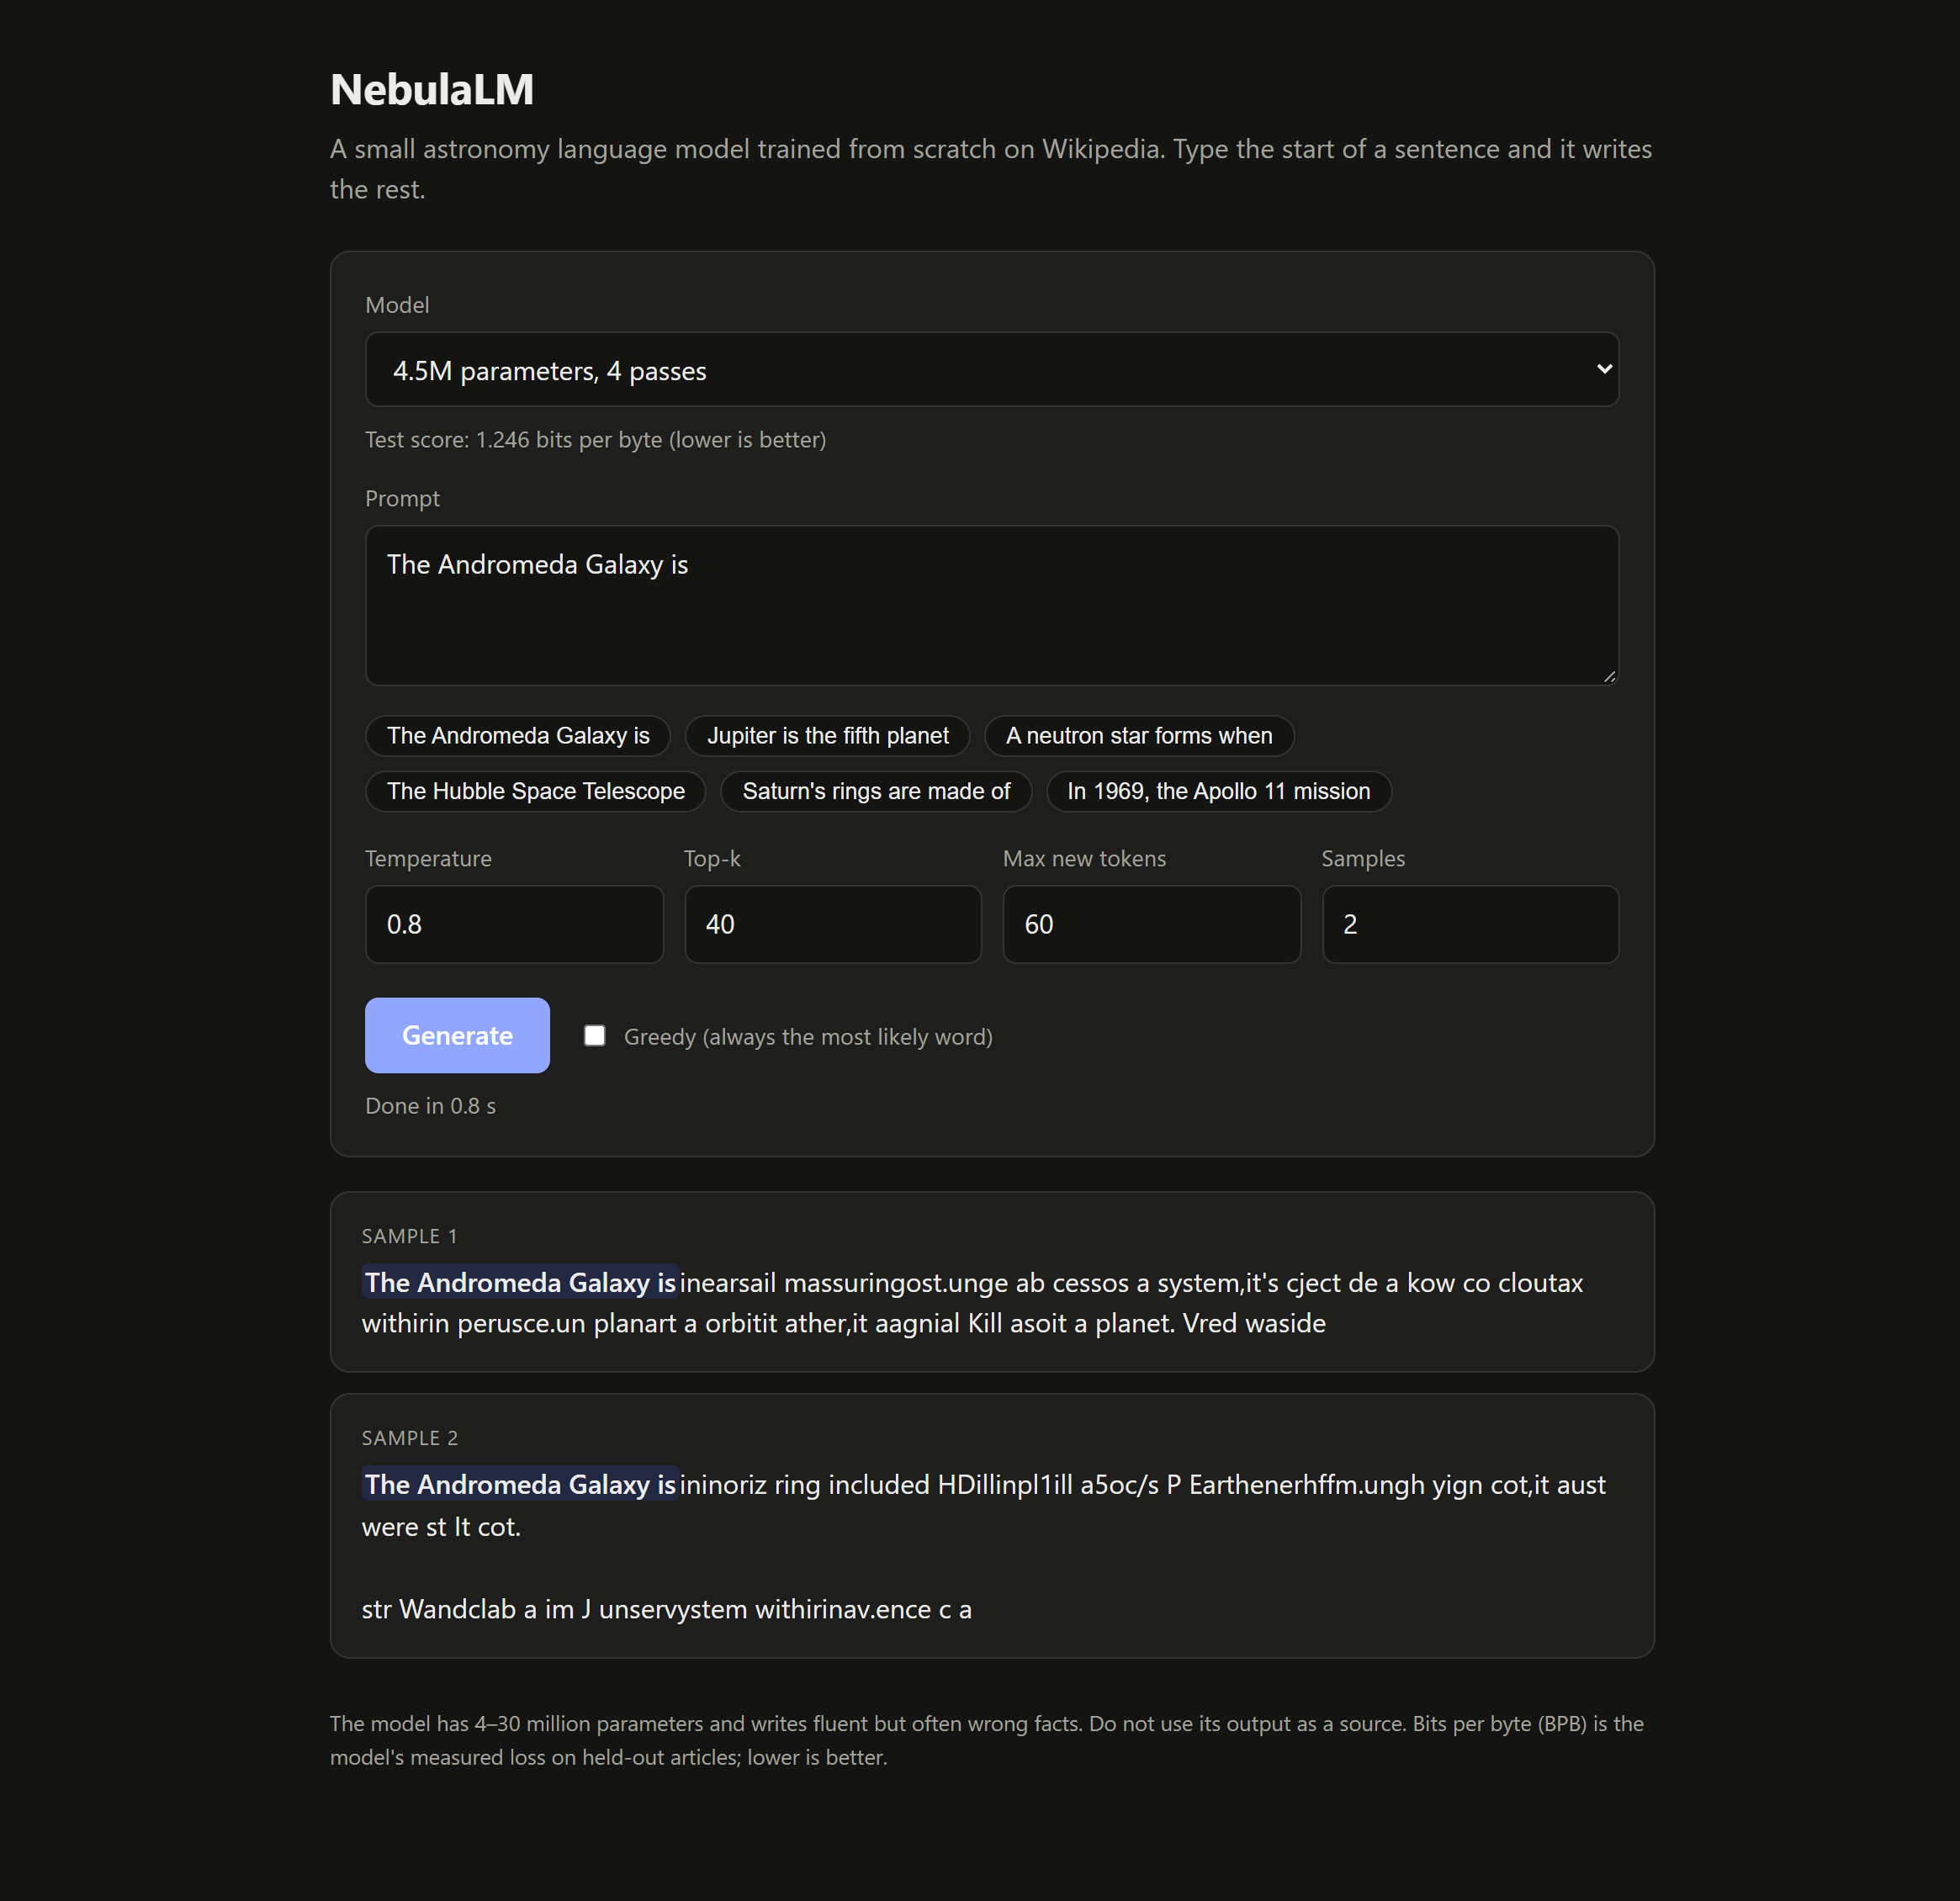 NebulaLM
A small astronomy language model trained from scratch on Wikipedia. Type the start of a sentence and it writes
the rest.
Model
4.5M parameters, 4 passes
Test score: 1.246 bits per byte (lower is better)
Prompt
The Andromeda Galaxy is
The Andromeda Galaxy is Jupiter is the fifth planet A neutron star forms when
The Hubble Space Telescope Saturn's rings are made of In 1969, the Apollo 11 mission
Temperature Top-k Max new tokens Samples
0.8 40 60 2
Generate Greedy (always the most likely word)
Done in 0.8 s
SAMPLE 1
The Andromeda Galaxy isinearsail massuringost.unge ab cessos a system,it's cject de a kow co cloutax
withirin perusce.un planart a orbitit ather,it aagnial Kill asoit a planet. Vred waside
SAMPLE 2
The Andromeda Galaxy isininoriz ring included HDillinpl1ill a5oc/s P Earthenerhffm.ungh yign cot,it aust
were st It cot.
str Wandclab a im J unservystem withirinav.ence c a
The model has 4–30 million parameters and writes fluent but often wrong facts. Do not use its output as a source. Bits per byte (BPB) is the
model's measured loss on held-out articles; lower is better.